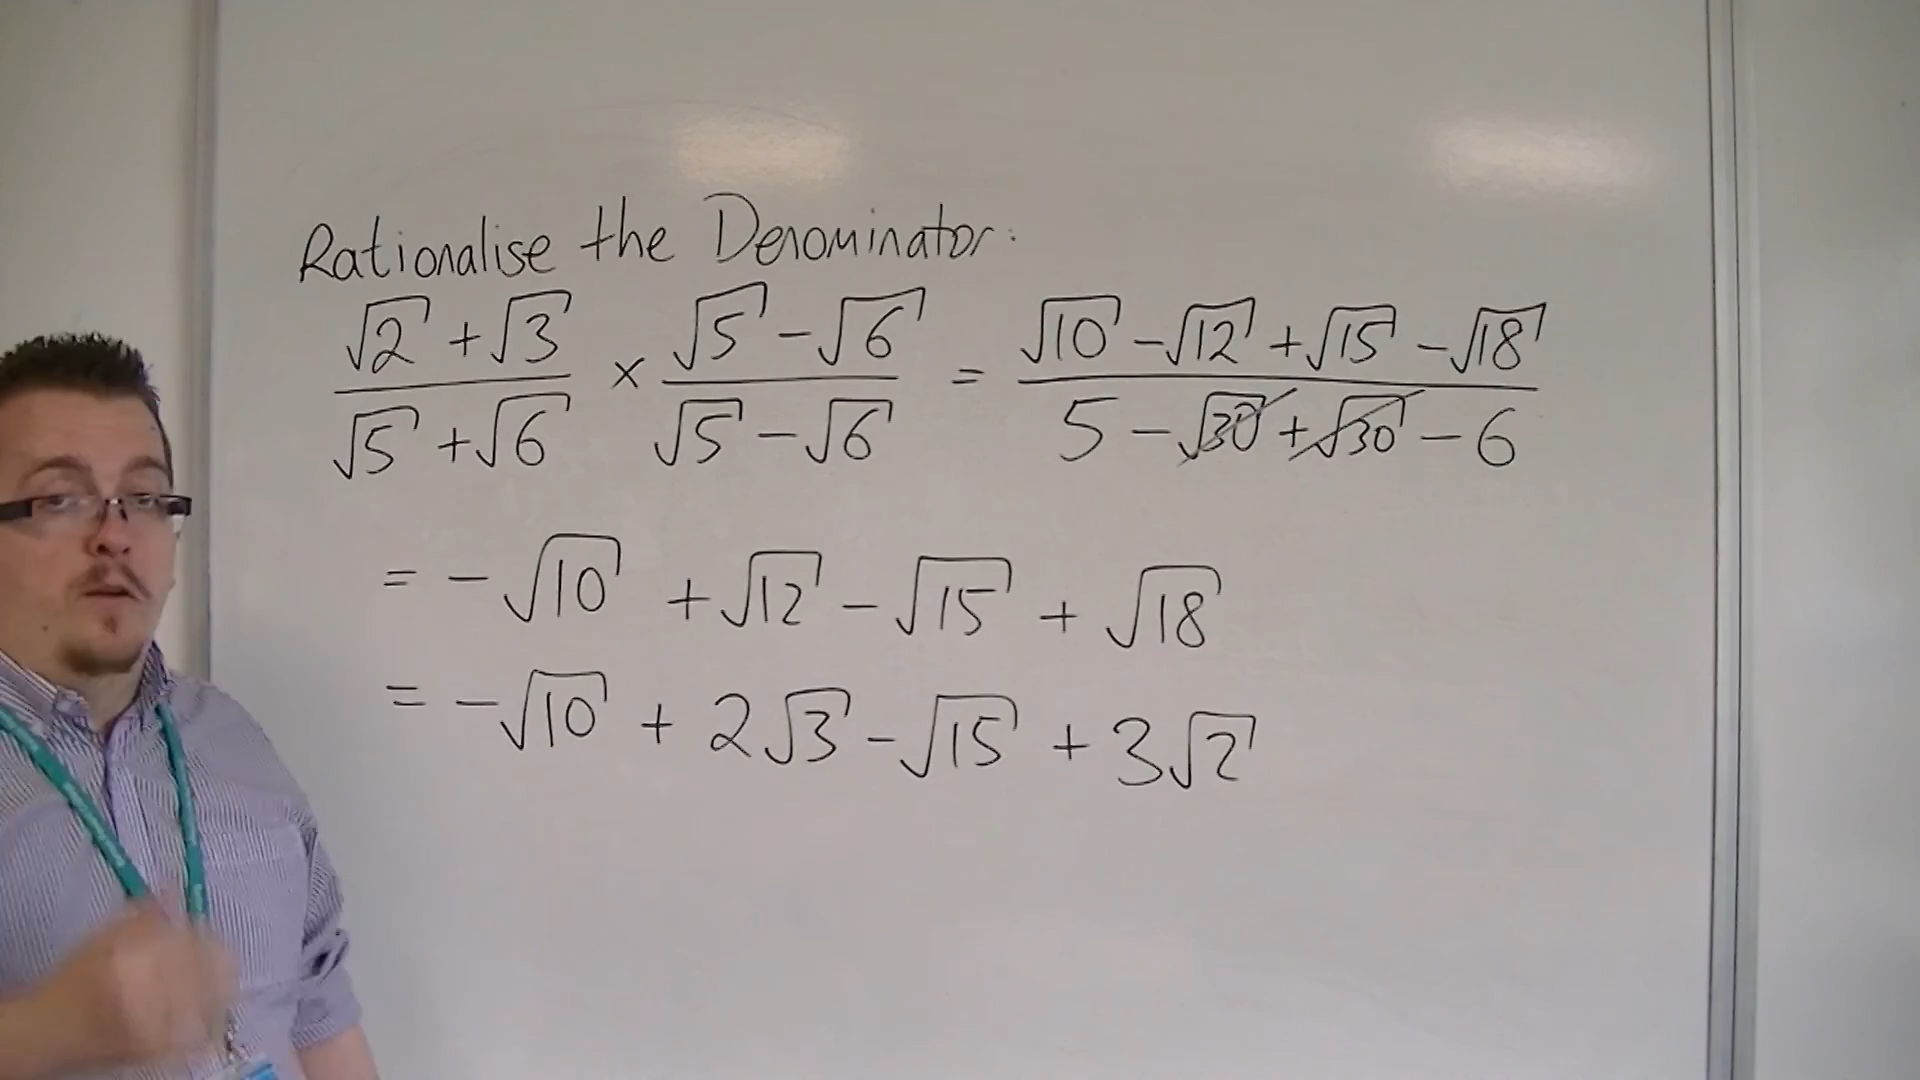 Rationalise the Denominator:
(√2 + √3)/(√5 + √6) × (√5 - √6)/(√5 - √6) = (√10 - √12 + √15 - √18)/(5 - √30 + √30 - 6)
= -√10 + √12 - √15 + √18
= -√10 + 2√3 - √15 + 3√2